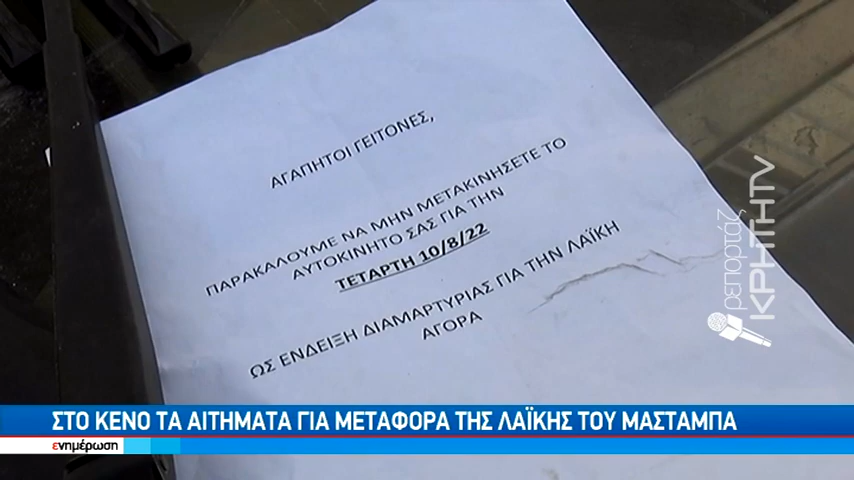 ΑΓΑΠΗΤΟΙ ΓΕΙΤΟΝΕΣ,
ΠΑΡΑΚΑΛΟΥΜΕ ΝΑ ΜΗΝ ΜΕΤΑΚΙΝΗΣΕΤΕ ΤΟ
ΑΥΤΟΚΙΝΗΤΟ ΣΑΣ ΓΙΑ ΤΗΝ
ΤΕΤΑΡΤΗ 10/8/22
ΩΣ ΕΝΔΕΙΞΗ ΔΙΑΜΑΡΤΥΡΙΑΣ ΓΙΑ ΤΗΝ ΛΑΪΚΗ
ΑΓΟΡΑ
ρεπορτάζ
ΚΡΗΤΗTV
ΣΤΟ ΚΕΝΟ ΤΑ ΑΙΤΗΜΑΤΑ ΓΙΑ ΜΕΤΑΦΟΡΑ ΤΗΣ ΛΑΪΚΗΣ ΤΟΥ ΜΑΣΤΑΜΠΑ
ενημέρωση